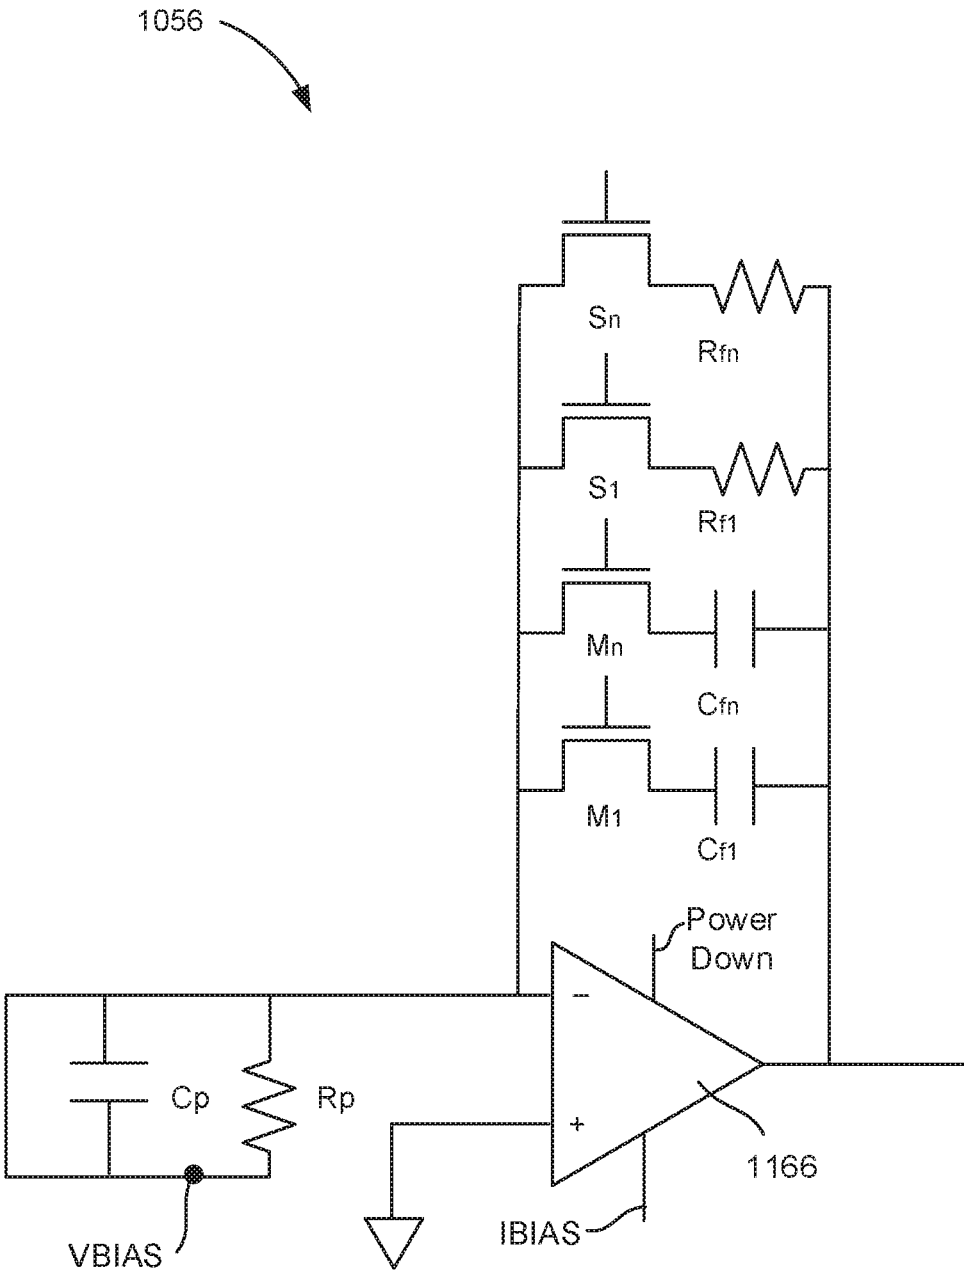 1056
Sn
Rfn
S1
Rf1
Mn
Cfn
M1
Cf1
Power
Down
−
Cp
Rp
+
1166
IBIAS
VBIAS